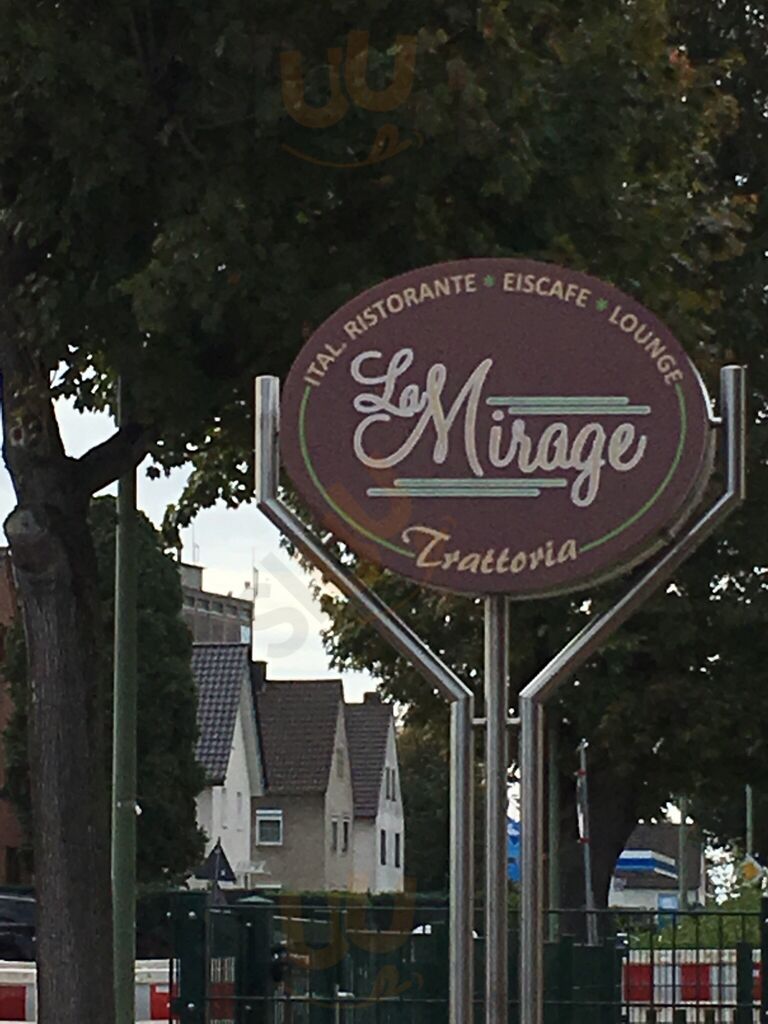 ITAL. RISTORANTE * EISCAFE * LOUNGE
La Mirage
Trattoria